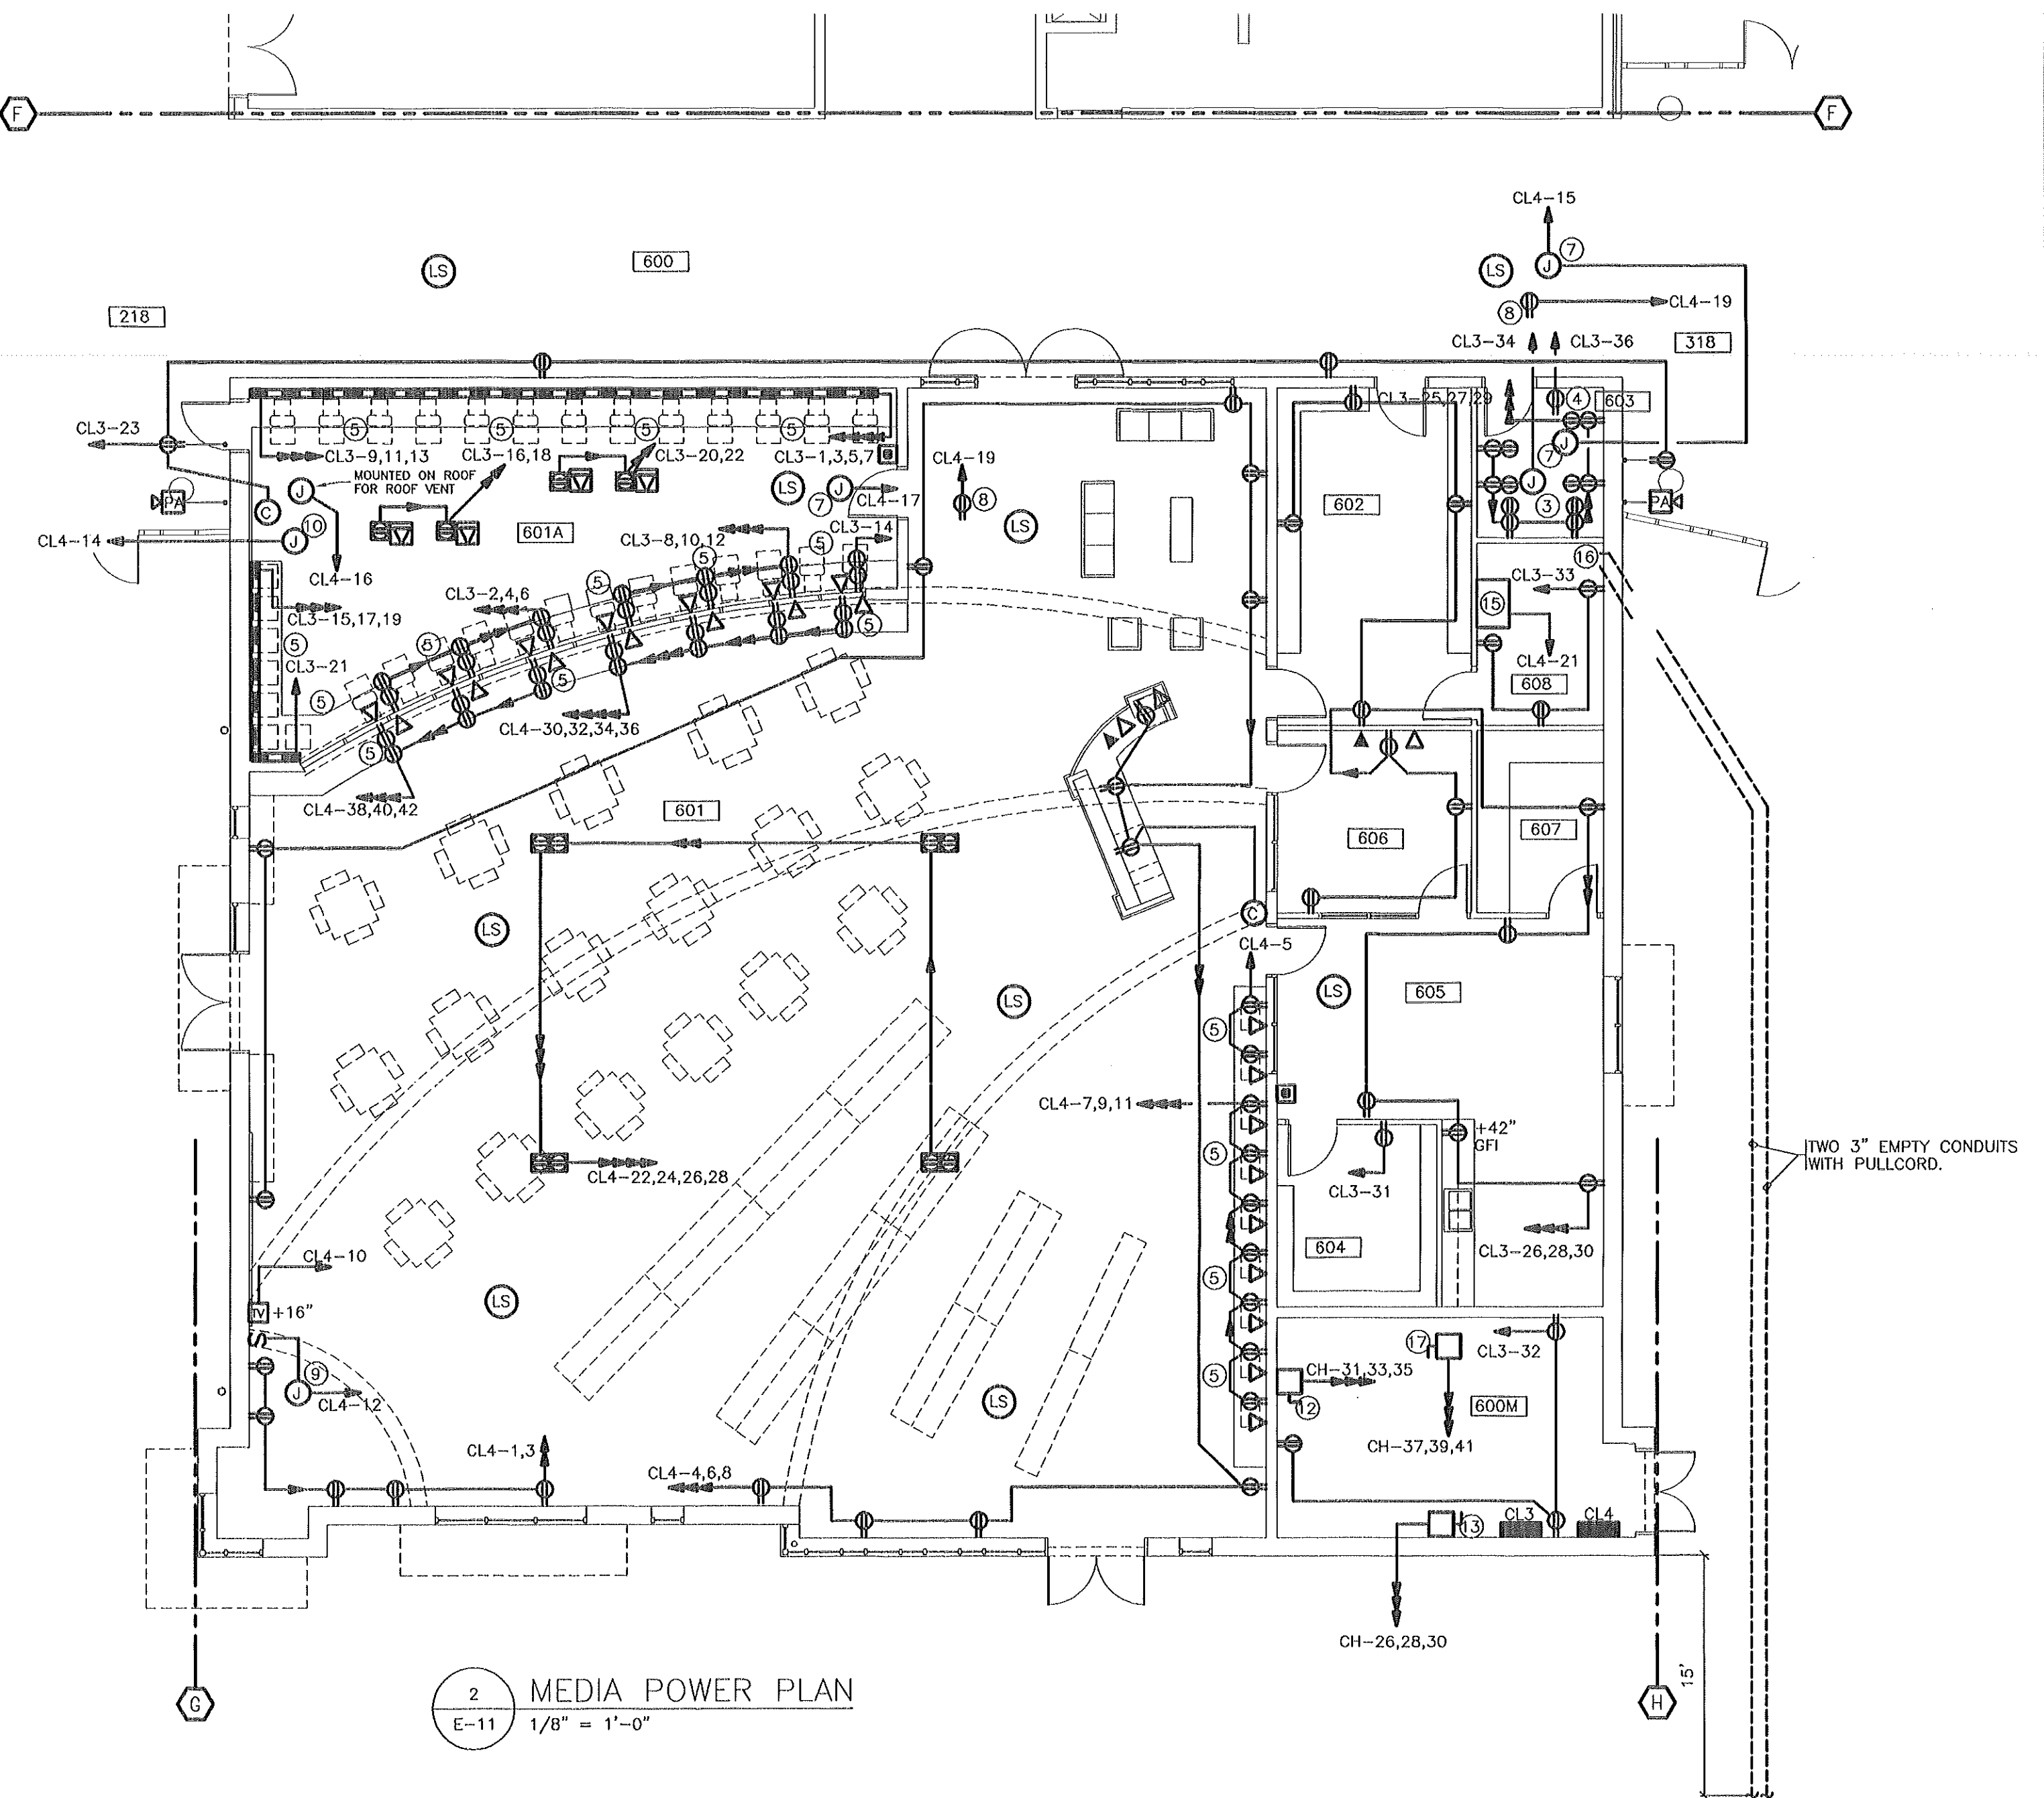 F
F
CL4-15
7
LS
600
LS
J
218
CL4-19
8
CL3-34
CL3-36
318
CL3-25,27,29
4
603
CL3-23
5
5
5
5
J
7
CL3-9,11,13
CL3-16,18
CL3-20,22
CL3-1,3,5,7
CL4-19
MOUNTED ON ROOF
FOR ROOF VENT
J
LS
J
7
CL4-17
8
J
PA
C
602
3
PA
10
J
601A
CL3-14
LS
CL4-14
CL3-8,10,12
5
5
16
CL4-16
5
CL3-33
CL3-2,4,6
15
CL3-15,17,19
5
5
5
CL3-21
CL4-21
608
5
5
CL4-30,32,34,36
5
CL4-38,40,42
601
606
607
C
LS
CL4-5
LS
LS
605
5
CL4-7,9,11
+42"
GFI
TWO 3" EMPTY CONDUITS
WITH PULLCORD.
5
CL4-22,24,26,28
CL3-31
604
CL3-26,28,30
CL4-10
5
LS
TV
+16"
S
17
CL3-32
9
5
CH-31,33,35
J
CL4-12
LS
12
600M
CL4-1,3
CH-37,39,41
CL4-4,6,8
13
CL3
CL4
CH-26,28,30
15'
G
2
MEDIA POWER PLAN
H
E-11
1/8" = 1'-0"